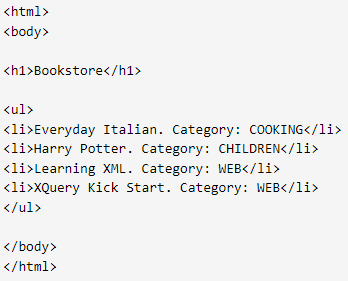 <html>
<body>
<h1>Bookstore</h1>
<ul>
<li>Everyday Italian. Category: COOKING</li>
<li>Harry Potter. Category: CHILDREN</li>
<li>Learning XML. Category: WEB</li>
<li>XQuery Kick Start. Category: WEB</li>
</ul>
</body>
</html>